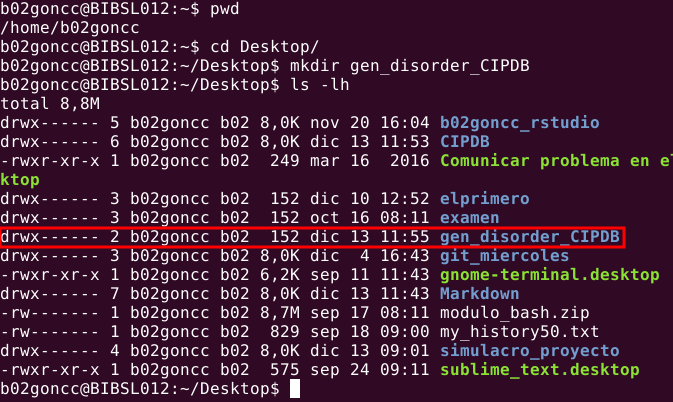 b02goncc@BIBSL012:~$ pwd
/home/b02goncc
b02goncc@BIBSL012:~$ cd Desktop/
b02goncc@BIBSL012:~/Desktop$ mkdir gen_disorder_CIPDB
b02goncc@BIBSL012:~/Desktop$ ls -lh
total 8,8M
drwx------ 5 b02goncc b02 8,0K nov 20 16:04 b02goncc_rstudio
drwx------ 6 b02goncc b02 8,0K dic 13 11:53 CIPDB
-rwxr-xr-x 1 b02goncc b02  249 mar 16  2016 Comunicar problema en el
ktop
drwx------ 3 b02goncc b02  152 dic 10 12:52 elprimero
drwx------ 3 b02goncc b02  152 oct 16 08:11 examen
drwx------ 2 b02goncc b02  152 dic 13 11:55 gen_disorder_CIPDB
drwx------ 3 b02goncc b02 8,0K dic  4 16:43 git_miercoles
-rwxr-xr-x 1 b02goncc b02 6,2K sep 11 11:43 gnome-terminal.desktop
drwx------ 7 b02goncc b02 8,0K dic 13 11:43 Markdown
-rw------- 1 b02goncc b02 8,7M sep 17 08:11 modulo_bash.zip
-rw------- 1 b02goncc b02  829 sep 18 09:00 my_history50.txt
drwx------ 4 b02goncc b02 8,0K dic 13 09:01 simulacro_proyecto
-rwxr-xr-x 1 b02goncc b02  575 sep 24 09:11 sublime_text.desktop
b02goncc@BIBSL012:~/Desktop$